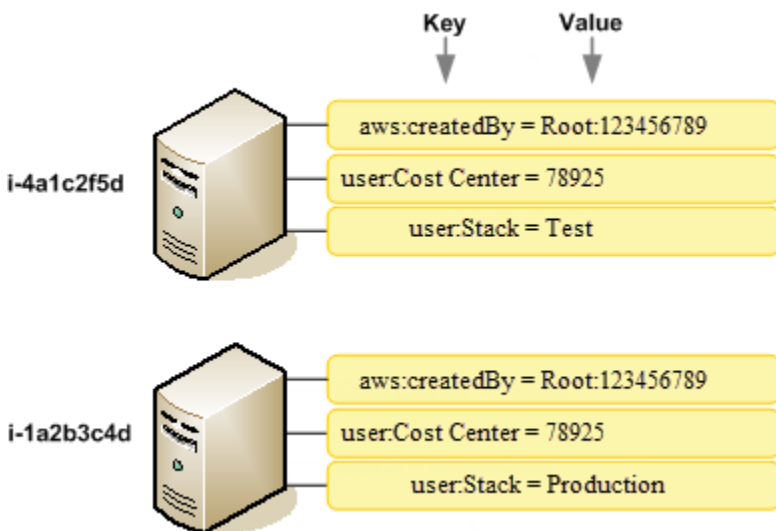 Key Value
aws:createdBy = Root:123456789
i-4a1c2f5d
user:Cost Center = 78925
user:Stack = Test
aws:createdBy = Root:123456789
i-1a2b3c4d
user:Cost Center = 78925
user:Stack = Production